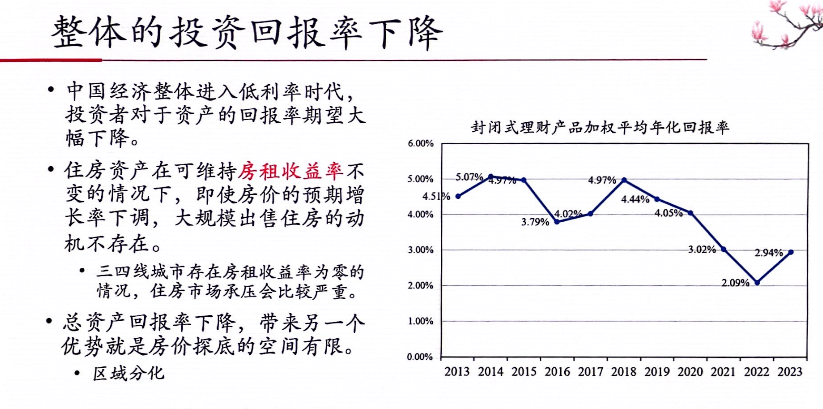 整体的投资回报率下降
• 中国经济整体进入低利率时代，
投资者对于资产的回报率期望大
幅下降。
• 住房资产在可维持房租收益率不
变的情况下，即使房价的预期增
长率下调，大规模出售住房的动
机不存在。
• 三四线城市存在房租收益率为零的
情况，住房市场承压会比较严重。
• 总资产回报率下降，带来另一个
优势就是房价探底的空间有限。
• 区域分化
封闭式理财产品加权平均年化回报率
6.00%
5.00%
4.00%
3.00%
2.00%
1.00%
0.00%
4.51%
5.07%
4.97%
3.79%
4.02%
4.97%
4.44%
4.05%
3.02%
2.09%
2.94%
2013 2014 2015 2016 2017 2018 2019 2020 2021 2022 2023